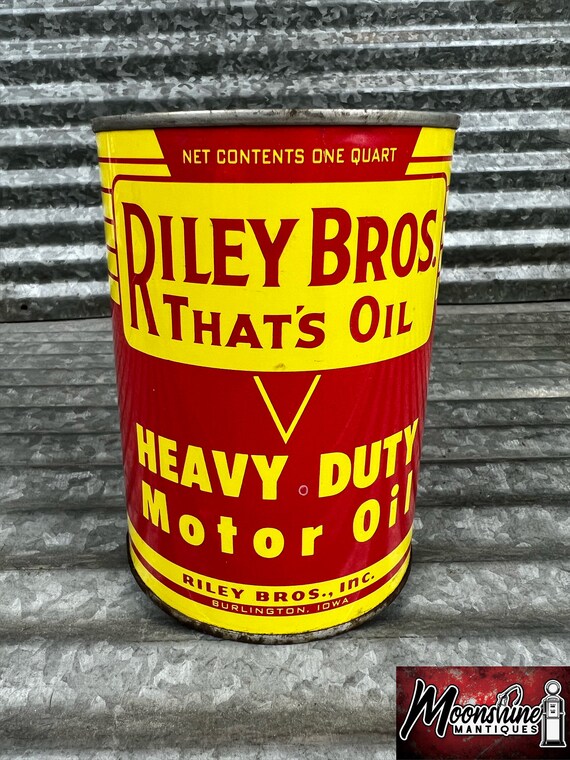 NET CONTENTS ONE QUART
RILEY BROS.
THAT'S OIL
HEAVY DUTY
Motor Oil
RILEY BROS., Inc.
BURLINGTON, IOWA
Moonshine
MANTIQUES